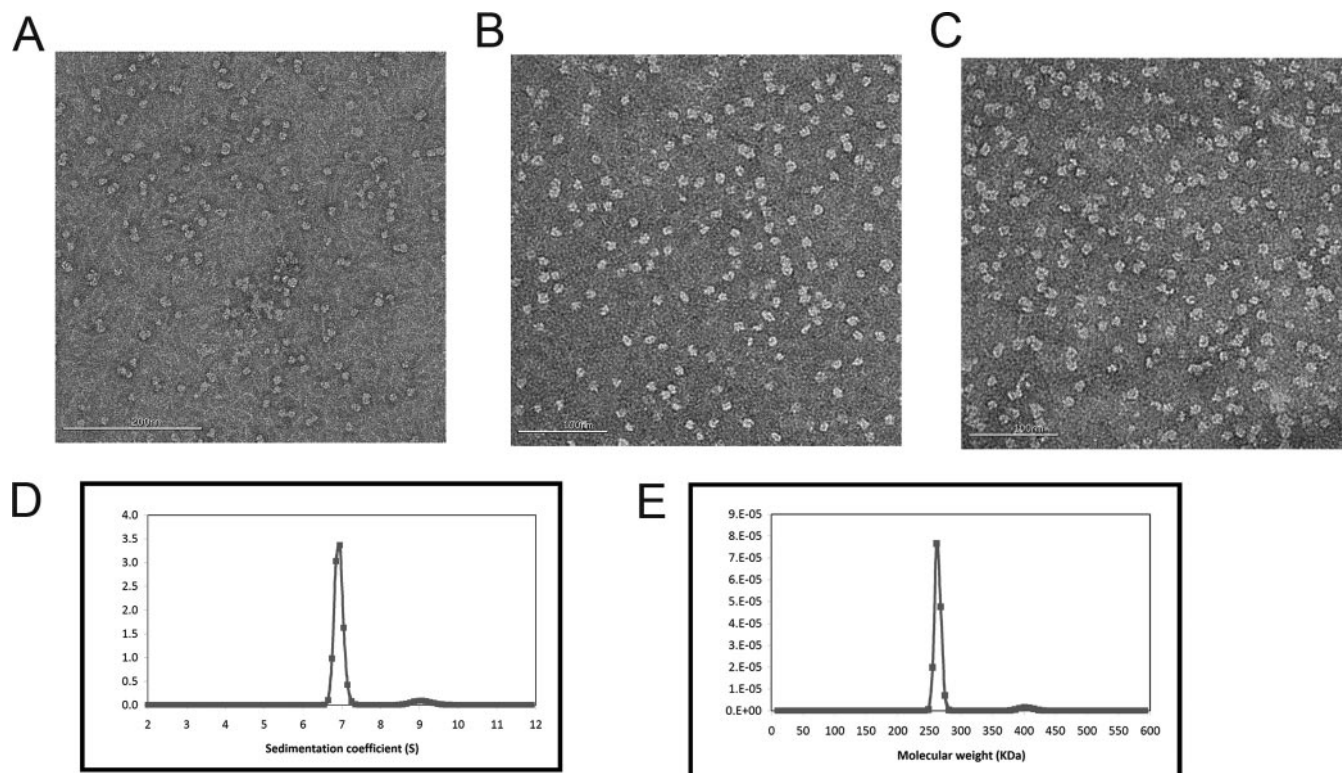 A
B
C
200nm
100nm
100nm
D
4.0
3.5
3.0
2.5
2.0
1.5
1.0
0.5
0.0
2 3 4 5 6 7 8 9 10 11 12
Sedimentation coefficient (S)
E
9.E-05
8.E-05
7.E-05
6.E-05
5.E-05
4.E-05
3.E-05
2.E-05
1.E-05
0.E+00
0 50 100 150 200 250 300 350 400 450 500 550 600
Molecular weight (KDa)